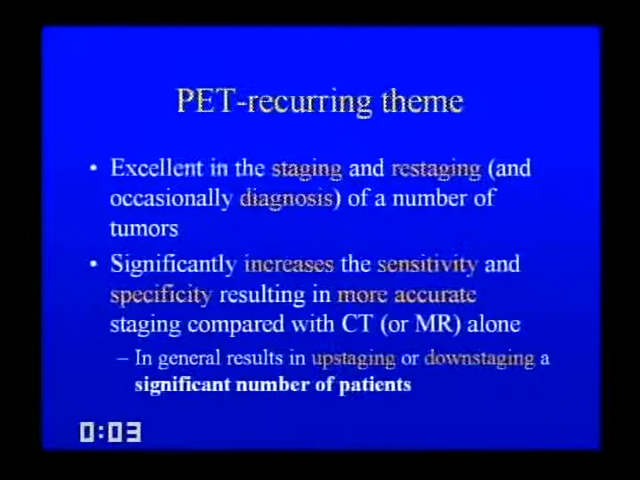 PET-recurring theme
• Excellent in the staging and restaging (and
occasionally diagnosis) of a number of
tumors
• Significantly increases the sensitivity and
specificity resulting in more accurate
staging compared with CT (or MR) alone
– In general results in upstaging or downstaging a
significant number of patients
0:03